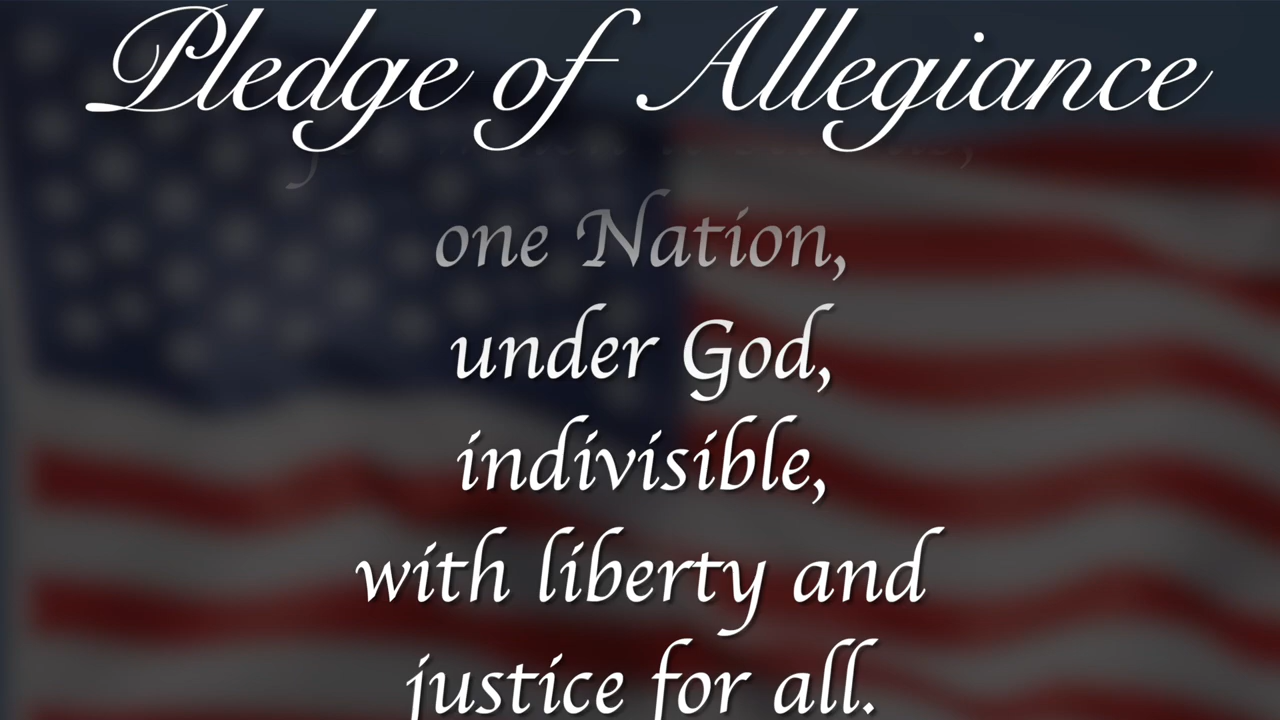 Pledge of Allegiance
one Nation,
under God,
indivisible,
with liberty and
justice for all.